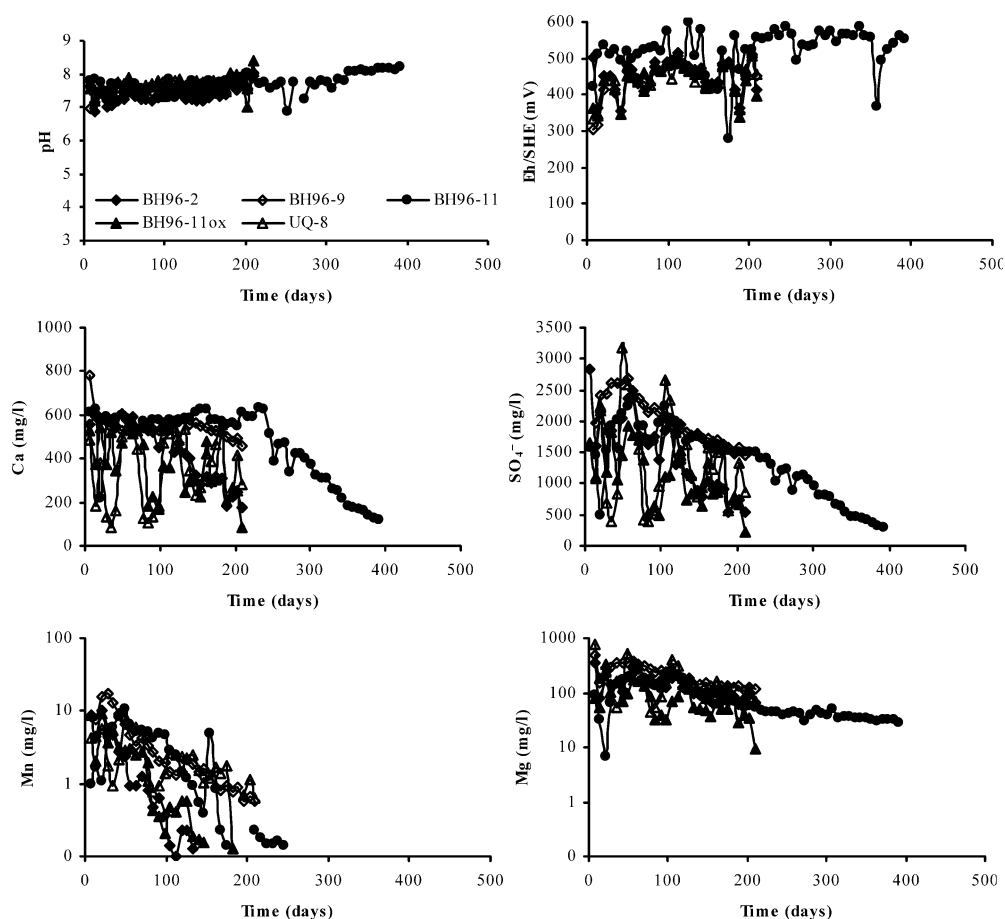 9
8
7
6
5
4
3
pH
BH96-2
BH96-9
BH96-11
BH96-11ox
UQ-8
0 100 200 300 400 500
Time (days)
600
500
400
300
200
100
0
Eh/SHE (mV)
0 100 200 300 400 500
Time (days)
1000
800
600
400
200
0
Ca (mg/l)
0 100 200 300 400 500
Time (days)
3500
3000
2500
2000
1500
1000
500
0
SO₄⁻ (mg/l)
0 100 200 300 400 500
Time (days)
100
10
1
0
Mn (mg/l)
0 100 200 300 400 500
Time (days)
1000
100
10
1
0
Mg (mg/l)
0 100 200 300 400 500
Time (days)